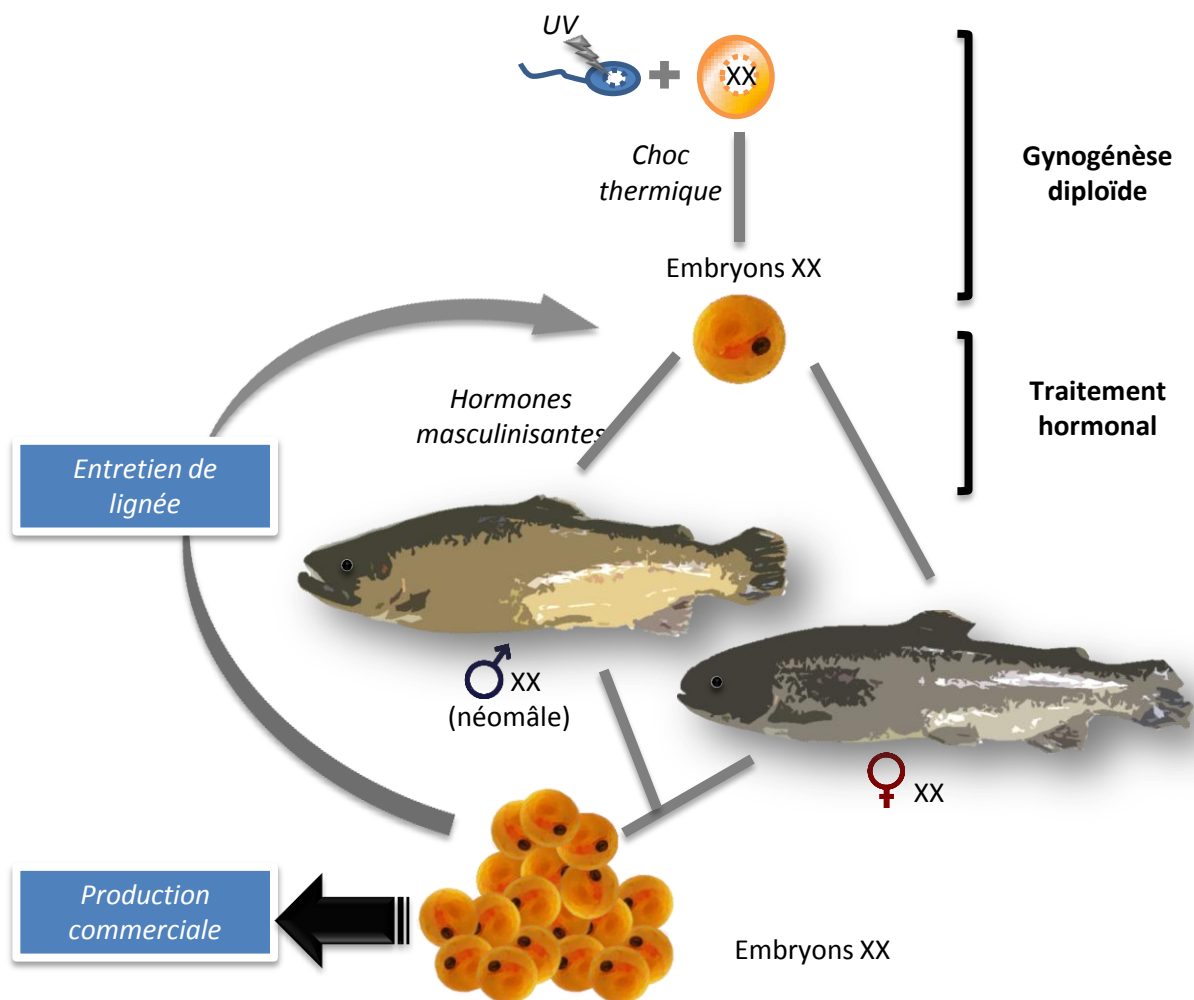 UV
XX
Choc
thermique
Gynogénèse
diploïde
Embryons XX
Hormones
masculinisantes
Traitement
hormonal
Entretien de
lignée
♂ XX
(néomâle)
♀ XX
Production
commerciale
Embryons XX